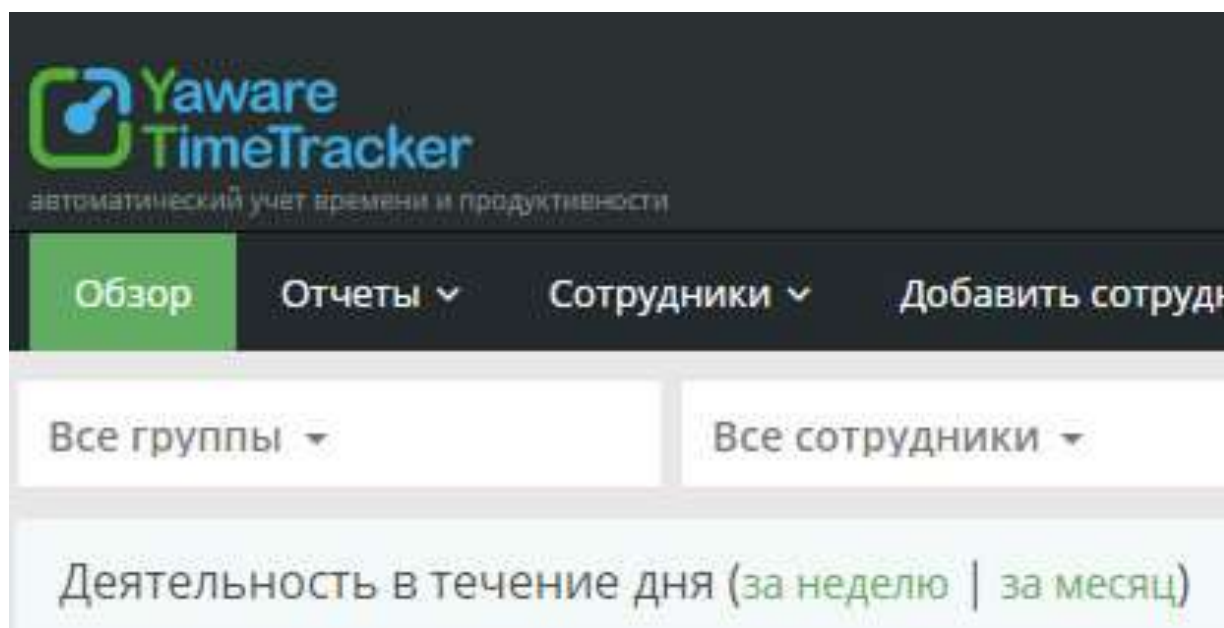 Yaware
TimeTracker
автоматический учет времени и продуктивности
Обзор Отчеты Сотрудники Добавить
Все группы Все сотрудники
Деятельность в течение дня (за неделю | за месяц)